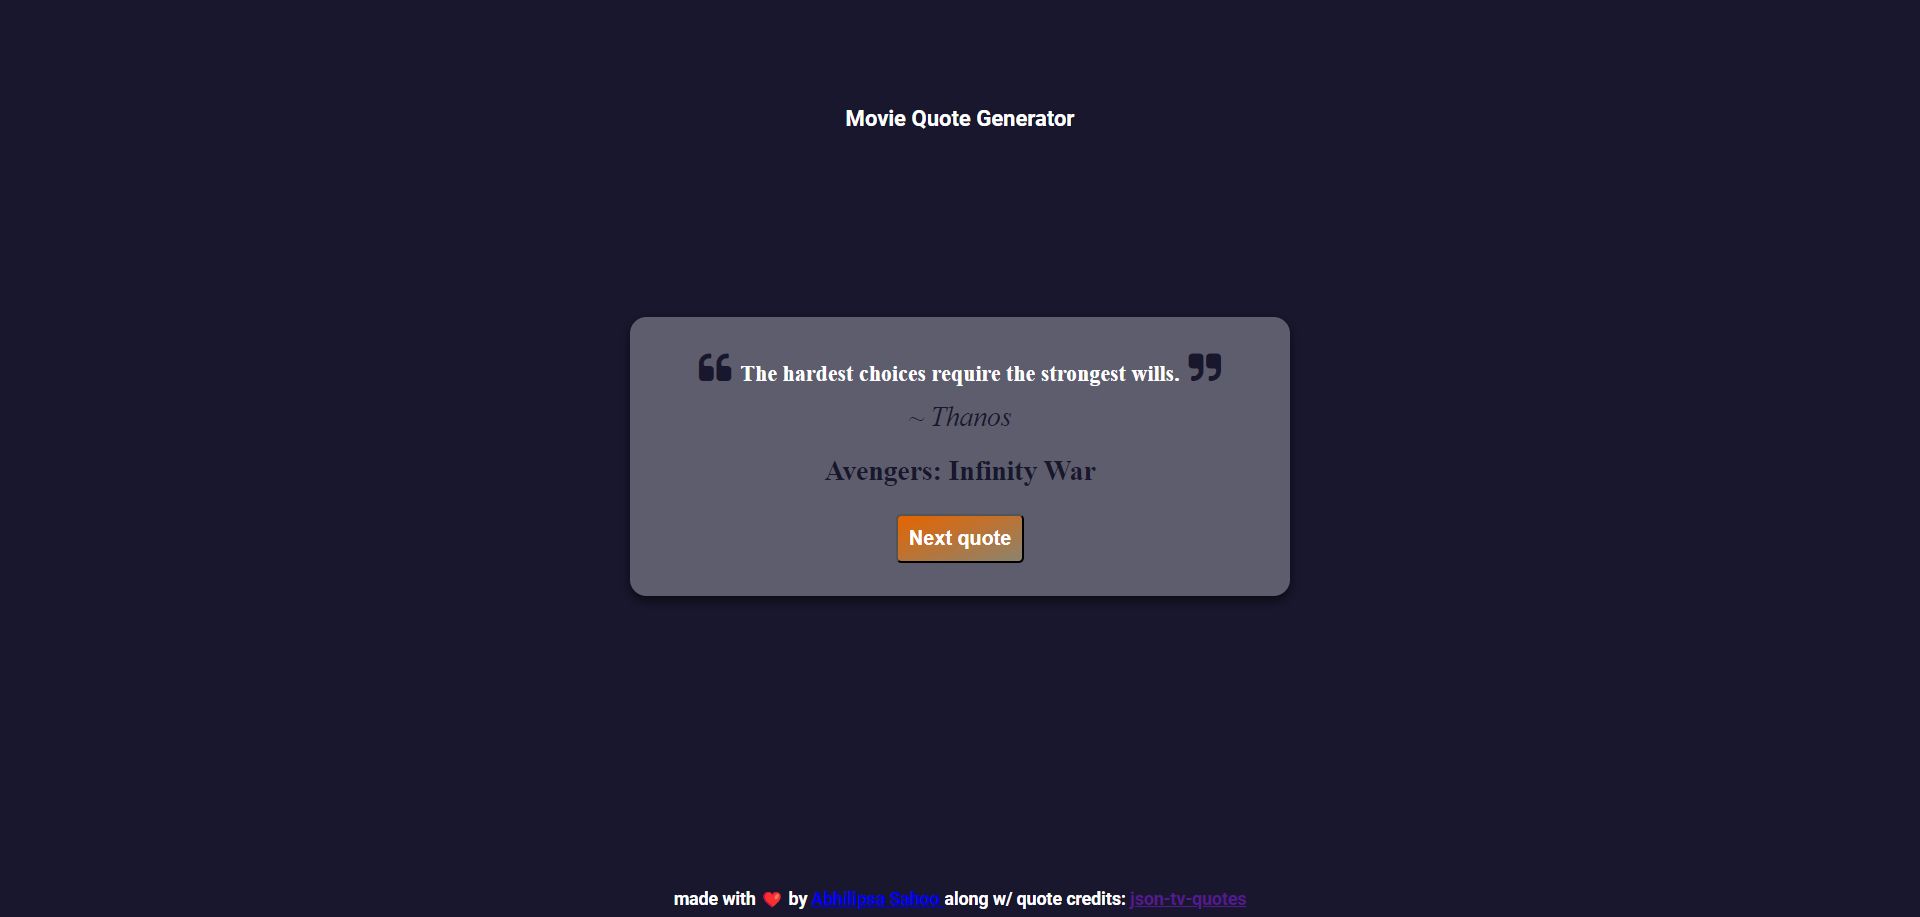 Movie Quote Generator
❝ The hardest choices require the strongest wills. ❞
~ Thanos
Avengers: Infinity War
Next quote
made with ❤️ by Abhilipsa Sahoo along w/ quote credits: json-tv-quotes